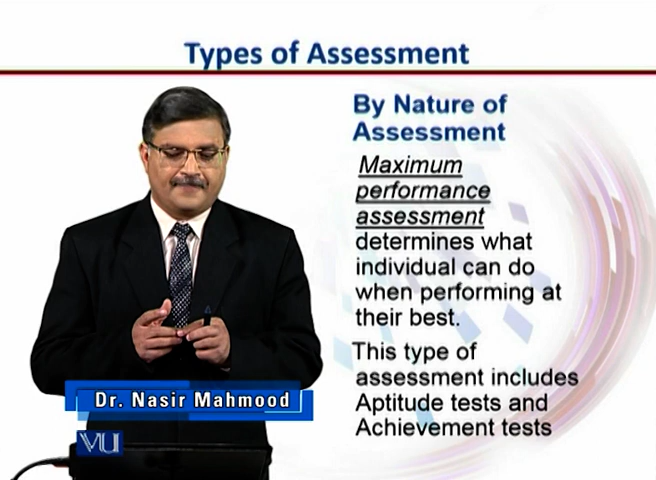 Types of Assessment
By Nature of
Assessment
Maximum
performance
assessment
determines what
individual can do
when performing at
their best.
This type of
assessment includes
Aptitude tests and
Achievement tests
Dr. Nasir Mahmood
VU